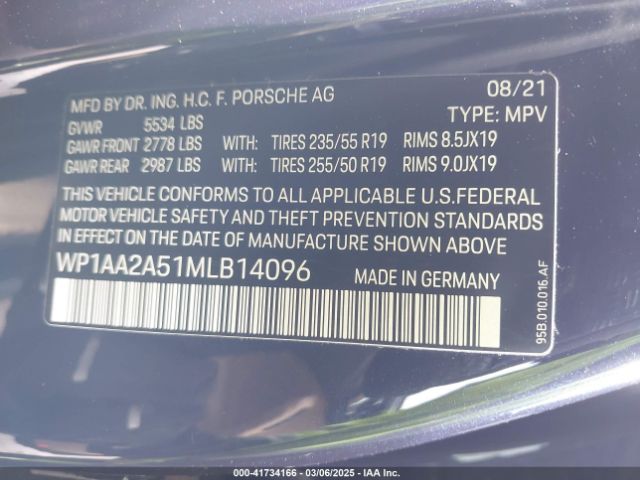 MFD BY DR. ING. H.C. F. PORSCHE AG 08/21
GVWR 5534 LBS TYPE: MPV
GAWR FRONT 2778 LBS WITH: TIRES 235/55 R19 RIMS 8.5JX19
GAWR REAR 2987 LBS WITH: TIRES 255/50 R19 RIMS 9.0JX19
THIS VEHICLE CONFORMS TO ALL APPLICABLE U.S.FEDERAL
MOTOR VEHICLE SAFETY AND THEFT PREVENTION STANDARDS
IN EFFECT ON THE DATE OF MANUFACTURE SHOWN ABOVE
WP1AA2A51MLB14096 MADE IN GERMANY
95B.010.016.AF
000-41734166 - 03/06/2025 - IAA Inc.